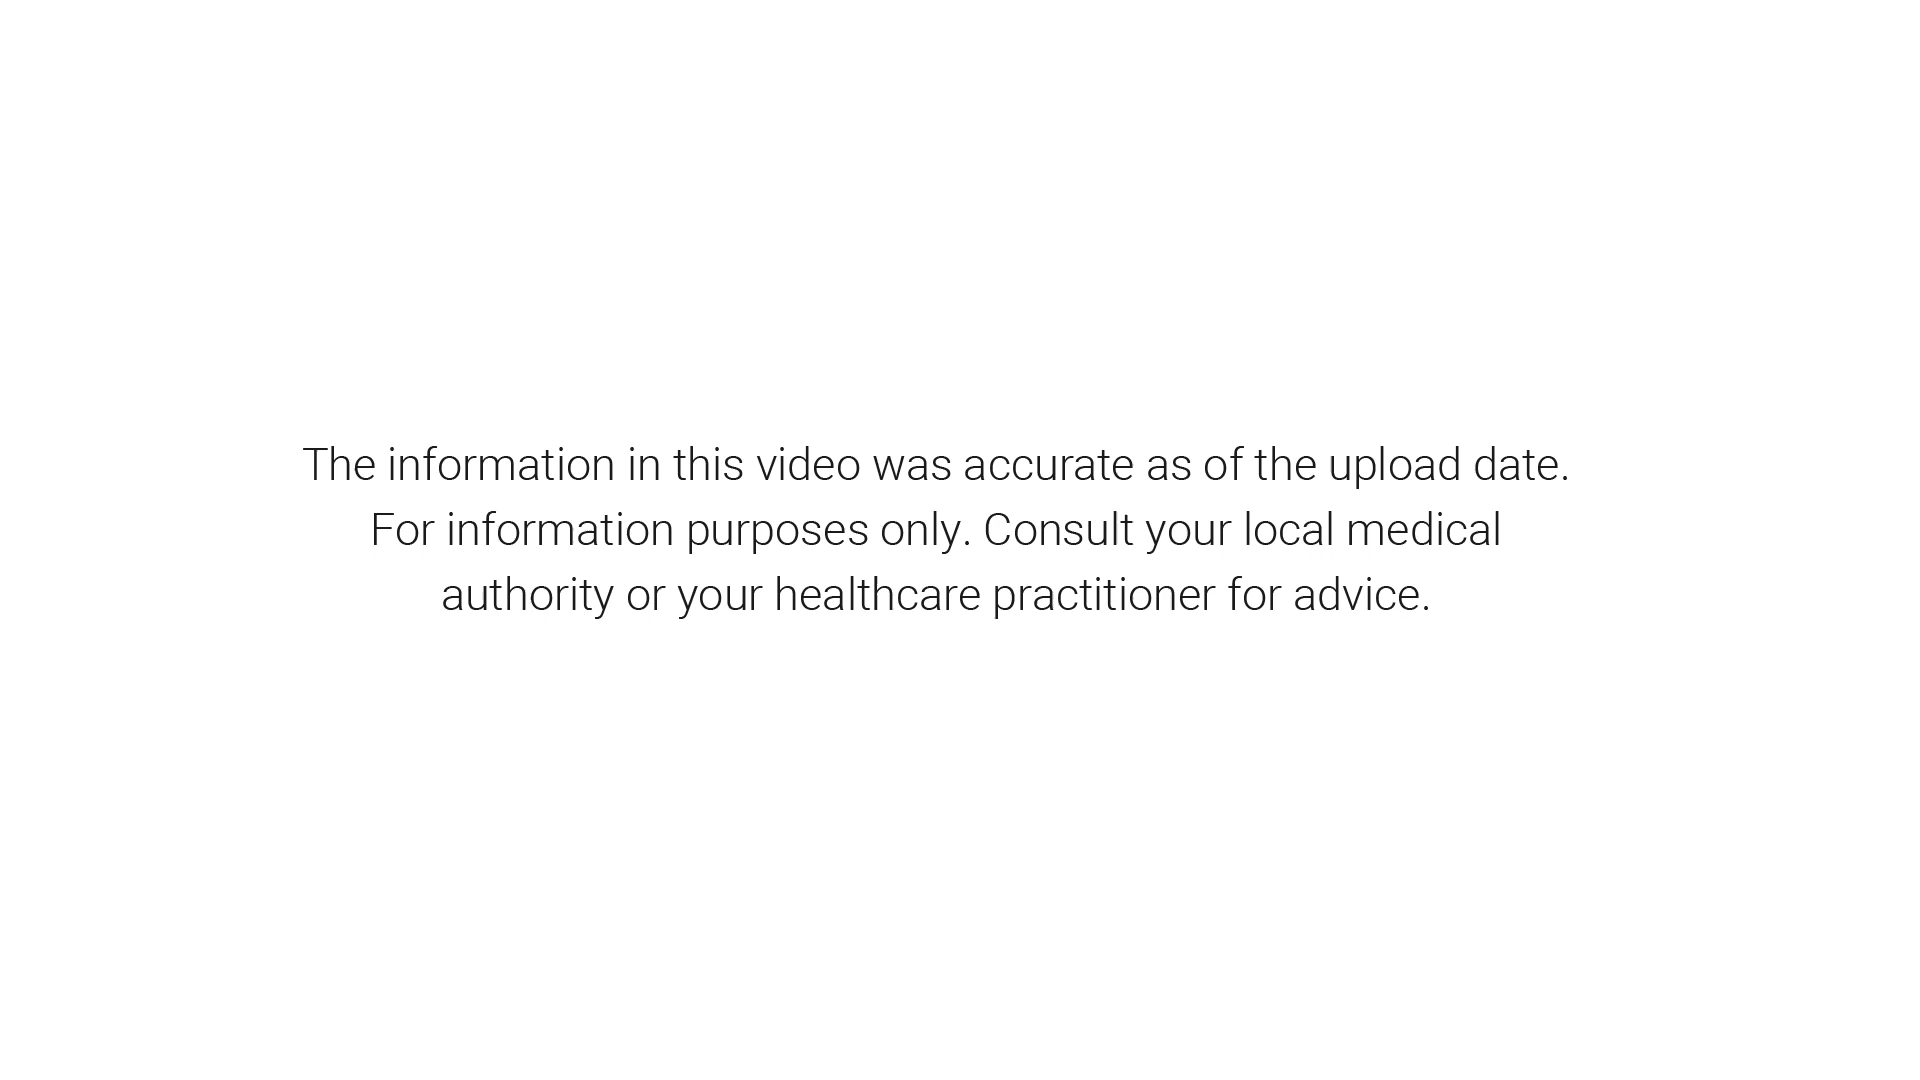 The information in this video was accurate as of the upload date.
For information purposes only. Consult your local medical
authority or your healthcare practitioner for advice.